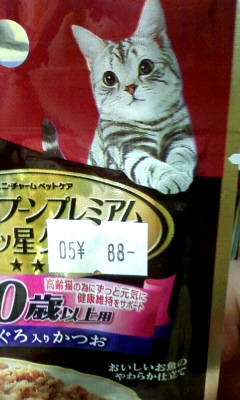 ニ・チャーム ペットケア
プーンプレミアム
ツ星グ
05¥ 88-
高齢猫の為にずっと元気に
健康維持をサポート
0歳以上用
ぐろ入りかつお
おいしいお魚の
やわらか仕立て